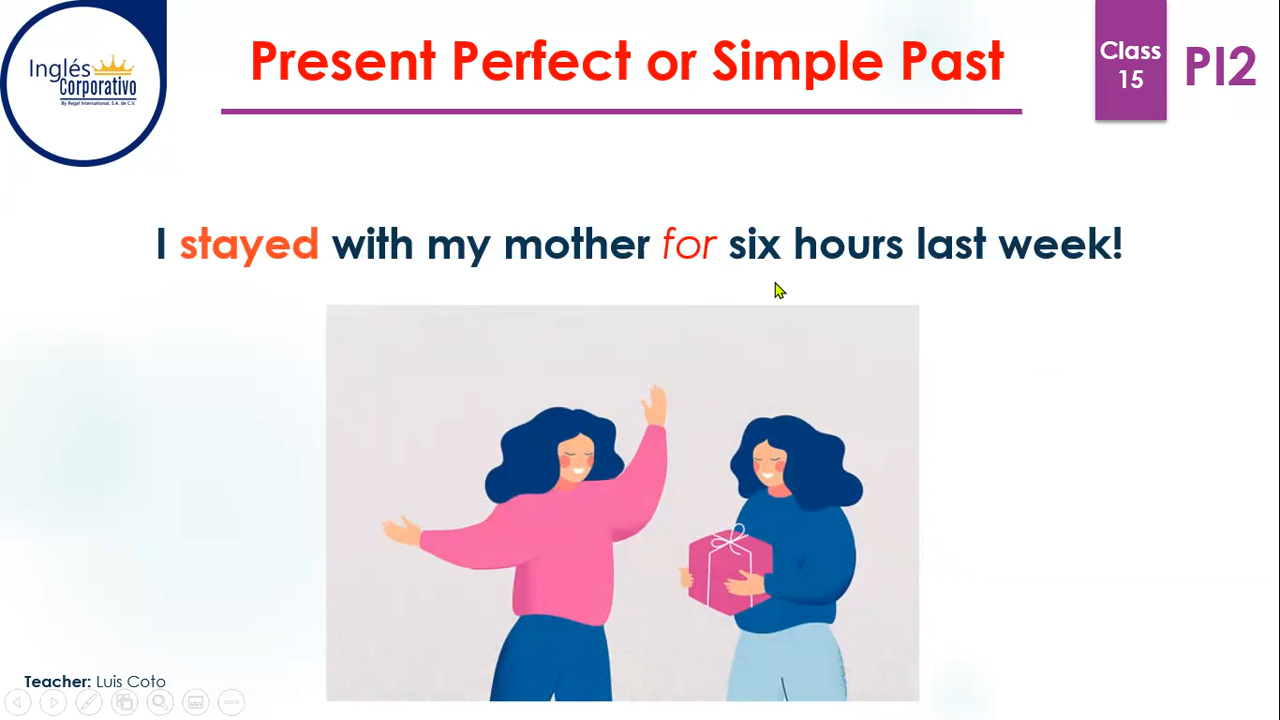 Inglés
Corporativo
By Regal International, S.A. de C.V.
Present Perfect or Simple Past
Class
15
PI2
I stayed with my mother for six hours last week!
Teacher: Luis Coto